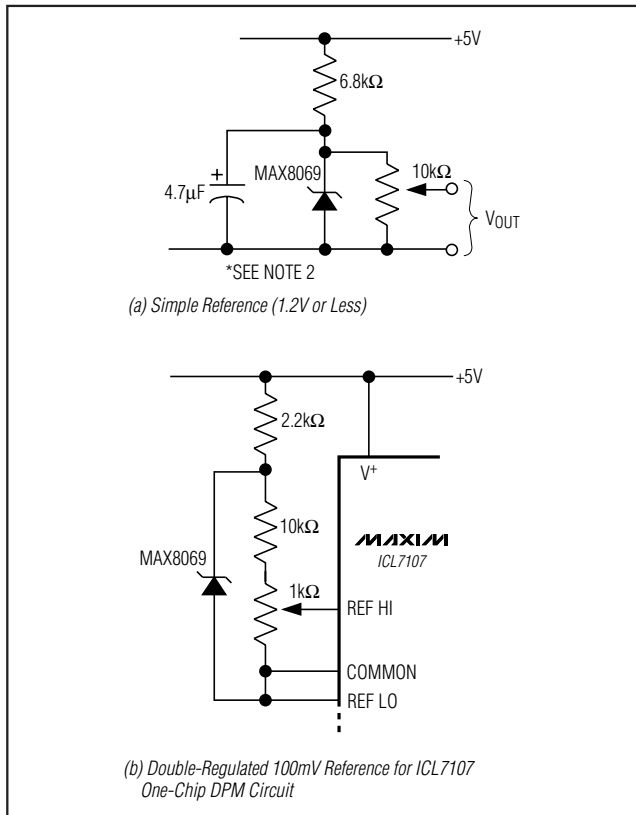 +5V
6.8kΩ
+
4.7µF
MAX8069
10kΩ
VOUT
*SEE NOTE 2
(a) Simple Reference (1.2V or Less)
+5V
2.2kΩ
V+
10kΩ
MAXIM
ICL7107
MAX8069
1kΩ
REF HI
COMMON
REF LO
(b) Double-Regulated 100mV Reference for ICL7107
One-Chip DPM Circuit